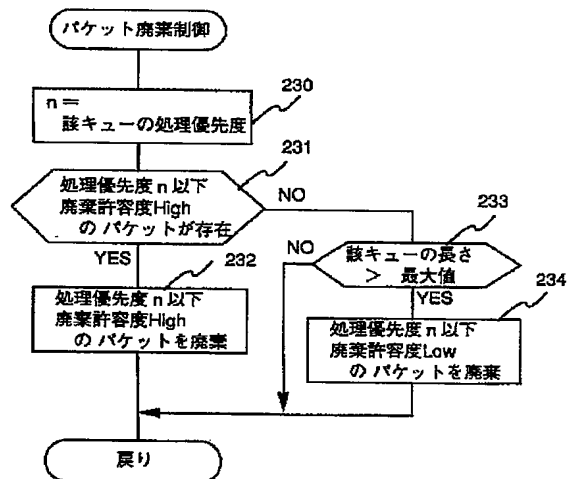 パケット廃棄制御
230
n＝
該キューの処理優先度
231
処理優先度n以下
廃棄許容度High
のパケットが存在
NO
YES
232
処理優先度n以下
廃棄許容度High
のパケットを廃棄
233
NO
該キューの長さ
＞ 最大値
YES
234
処理優先度n以下
廃棄許容度Low
のパケットを廃棄
戻り